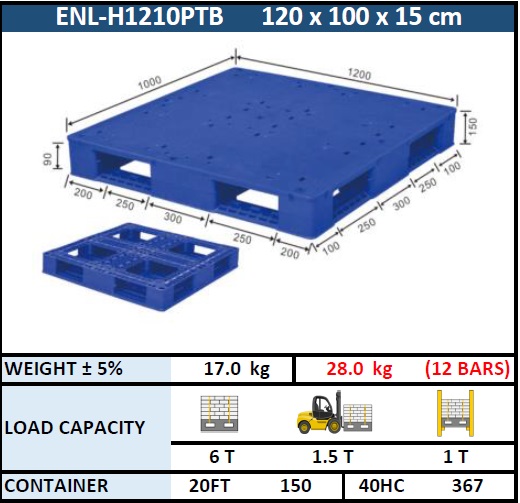 ENL-H1210PTB 120 x 100 x 15 cm
1000
1200
150
90
200
250
300
250
200
100
250
300
250
100
WEIGHT ± 5% 17.0 kg 28.0 kg (12 BARS)
LOAD CAPACITY
6 T 1.5 T 1 T
CONTAINER 20FT 150 40HC 367